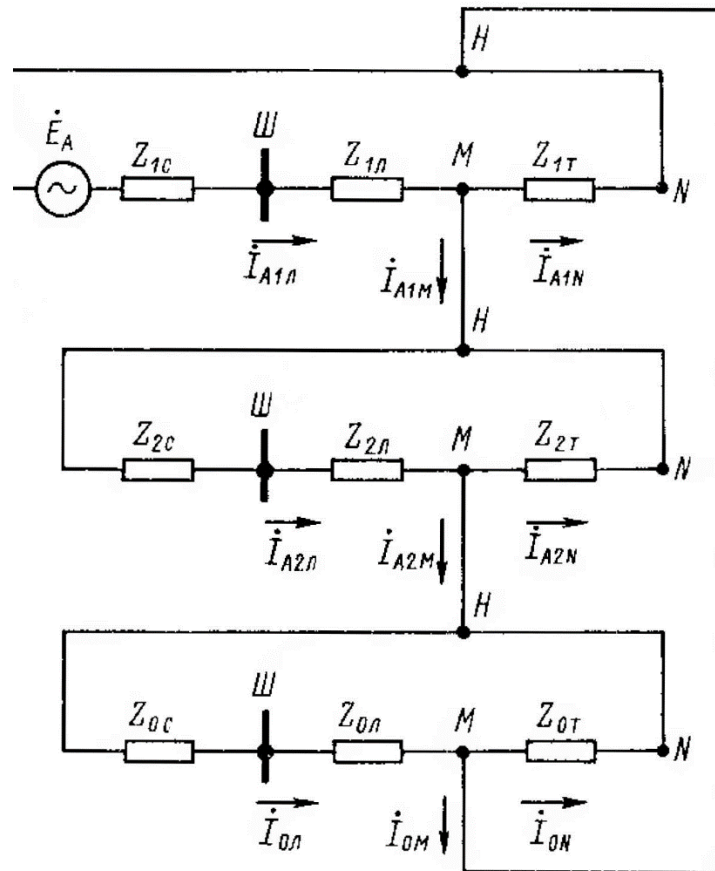 H
Ė_A Z_1c Ш Z_1л M Z_1т N
İ_A1л İ_A1M İ_A1N
H
Z_2c Ш Z_2л M Z_2т N
İ_A2л İ_A2M İ_A2N
H
Z_0c Ш Z_0л M Z_0т N
İ_0л İ_0M İ_0N